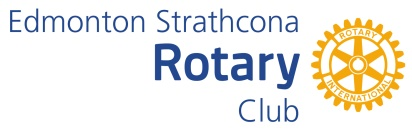 Edmonton Strathcona
Rotary
Club
ROTARY
INTERNATIONAL